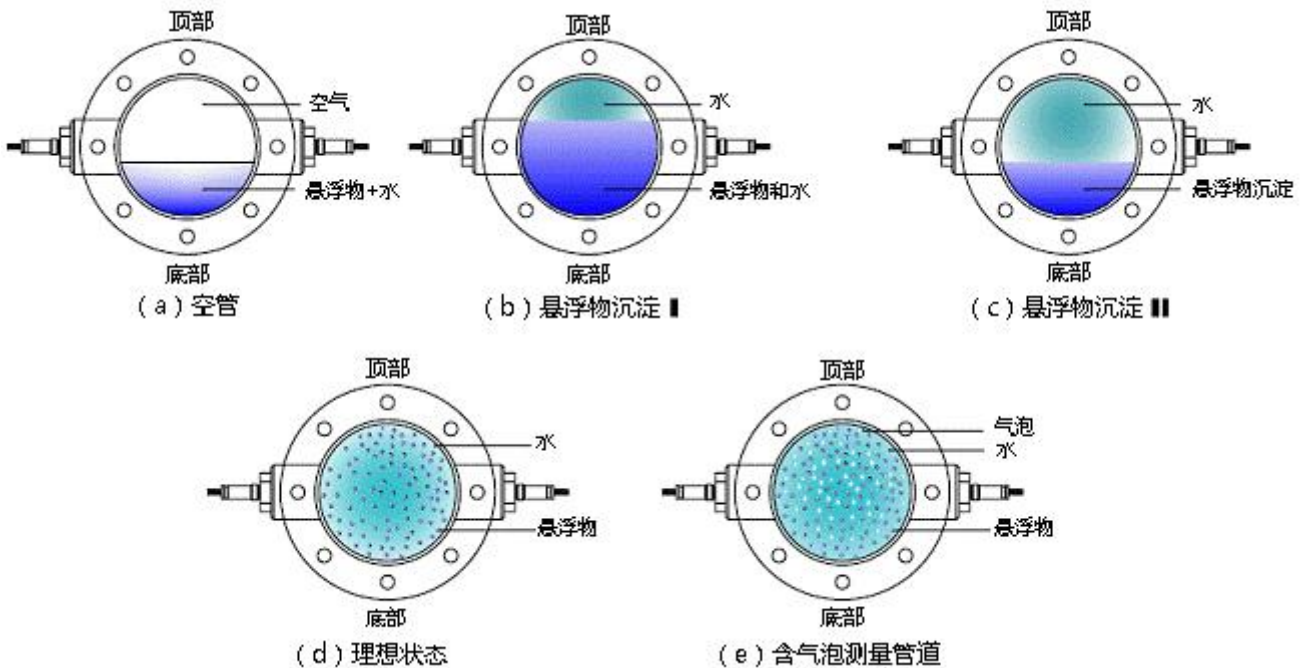 顶部
空气
悬浮物+水
底部
(a)空管
顶部
水
悬浮物和水
底部
(b)悬浮物沉淀 I
顶部
水
悬浮物沉淀
底部
(c)悬浮物沉淀 II
顶部
水
悬浮物
底部
(d)理想状态
顶部
气泡
水
悬浮物
底部
(e)含气泡测量管道